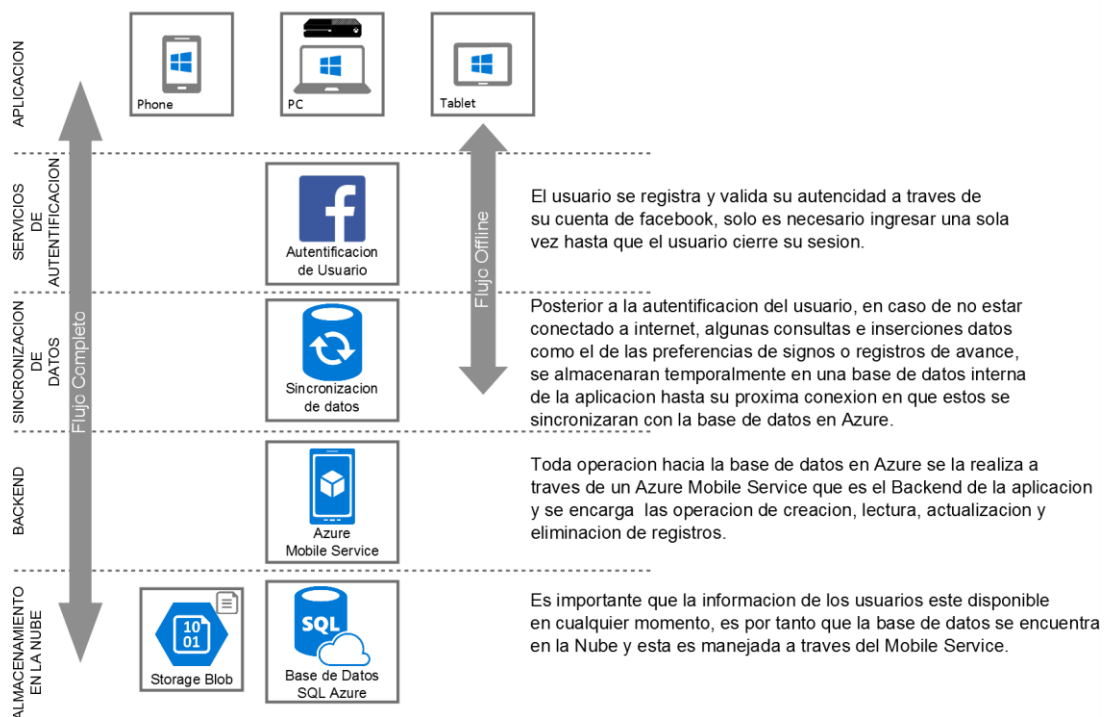 APLICACION
Phone
PC
Tablet
Flujo Completo
Flujo Offline
SERVICIOS
DE
AUTENTIFICACION
Autentificacion
de Usuario
El usuario se registra y valida su autencidad a traves de
su cuenta de facebook, solo es necesario ingresar una sola
vez hasta que el usuario cierre su sesion.
SINCRONIZACION
DE
DATOS
Sincronizacion
de datos
Posterior a la autentificacion del usuario, en caso de no estar
conectado a internet, algunas consultas e inserciones datos
como el de las preferencias de signos o registros de avance,
se almacenaran temporalmente en una base de datos interna
de la aplicacion hasta su proxima conexion en que estos se
sincronizaran con la base de datos en Azure.
BACKEND
Azure
Mobile Service
Toda operacion hacia la base de datos en Azure se la realiza a
traves de un Azure Mobile Service que es el Backend de la aplicacion
y se encarga  las operacion de creacion, lectura, actualizacion y
eliminacion de registros.
ALMACENAMIENTO
EN LA NUBE
10
01
Storage Blob
SQL
Base de Datos
SQL Azure
Es importante que la informacion de los usuarios este disponible
en cualquier momento, es por tanto que la base de datos se encuentra
en la Nube y esta es manejada a traves del Mobile Service.